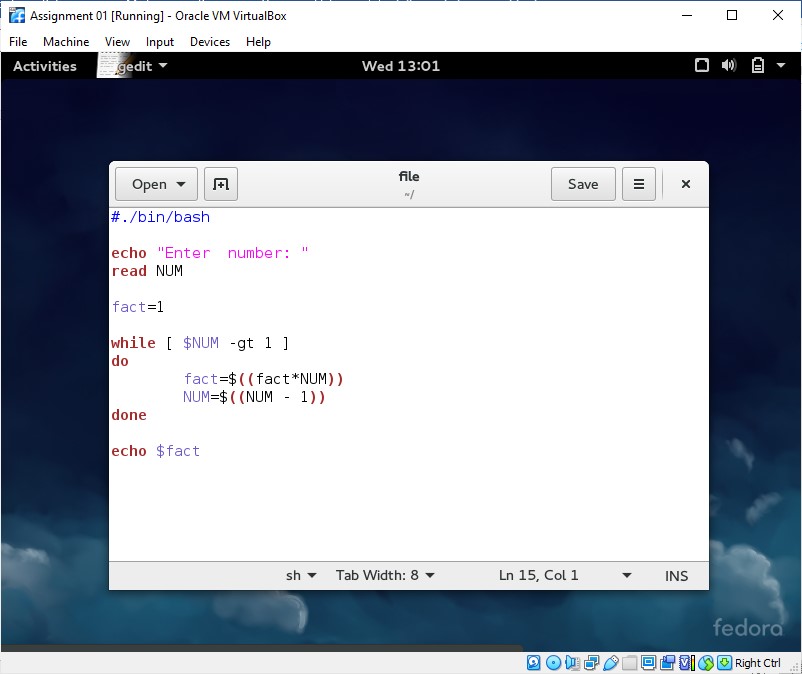 Assignment 01 [Running] - Oracle VM VirtualBox
File Machine View Input Devices Help
Activities gedit Wed 13:01
Open file Save
~/
#./bin/bash
echo "Enter  number: "
read NUM
fact=1
while [ $NUM -gt 1 ]
do
fact=$((fact*NUM))
NUM=$((NUM - 1))
done
echo $fact
sh Tab Width: 8 Ln 15, Col 1 INS
fedora
Right Ctrl